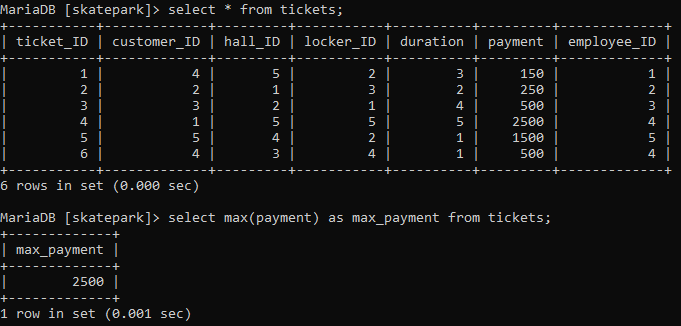 MariaDB [skatepark]> select * from tickets;
+-----------+-------------+---------+-----------+----------+---------+-------------+
| ticket_ID | customer_ID | hall_ID | locker_ID | duration | payment | employee_ID |
+-----------+-------------+---------+-----------+----------+---------+-------------+
|         1 |           4 |       5 |         2 |        3 |     150 |           1 |
|         2 |           2 |       1 |         3 |        2 |     250 |           2 |
|         3 |           3 |       2 |         1 |        4 |     500 |           3 |
|         4 |           1 |       5 |         5 |        5 |    2500 |           4 |
|         5 |           5 |       4 |         2 |        1 |    1500 |           5 |
|         6 |           4 |       3 |         4 |        1 |     500 |           4 |
+-----------+-------------+---------+-----------+----------+---------+-------------+
6 rows in set (0.000 sec)
MariaDB [skatepark]> select max(payment) as max_payment from tickets;
+-------------+
| max_payment |
+-------------+
|        2500 |
+-------------+
1 row in set (0.001 sec)